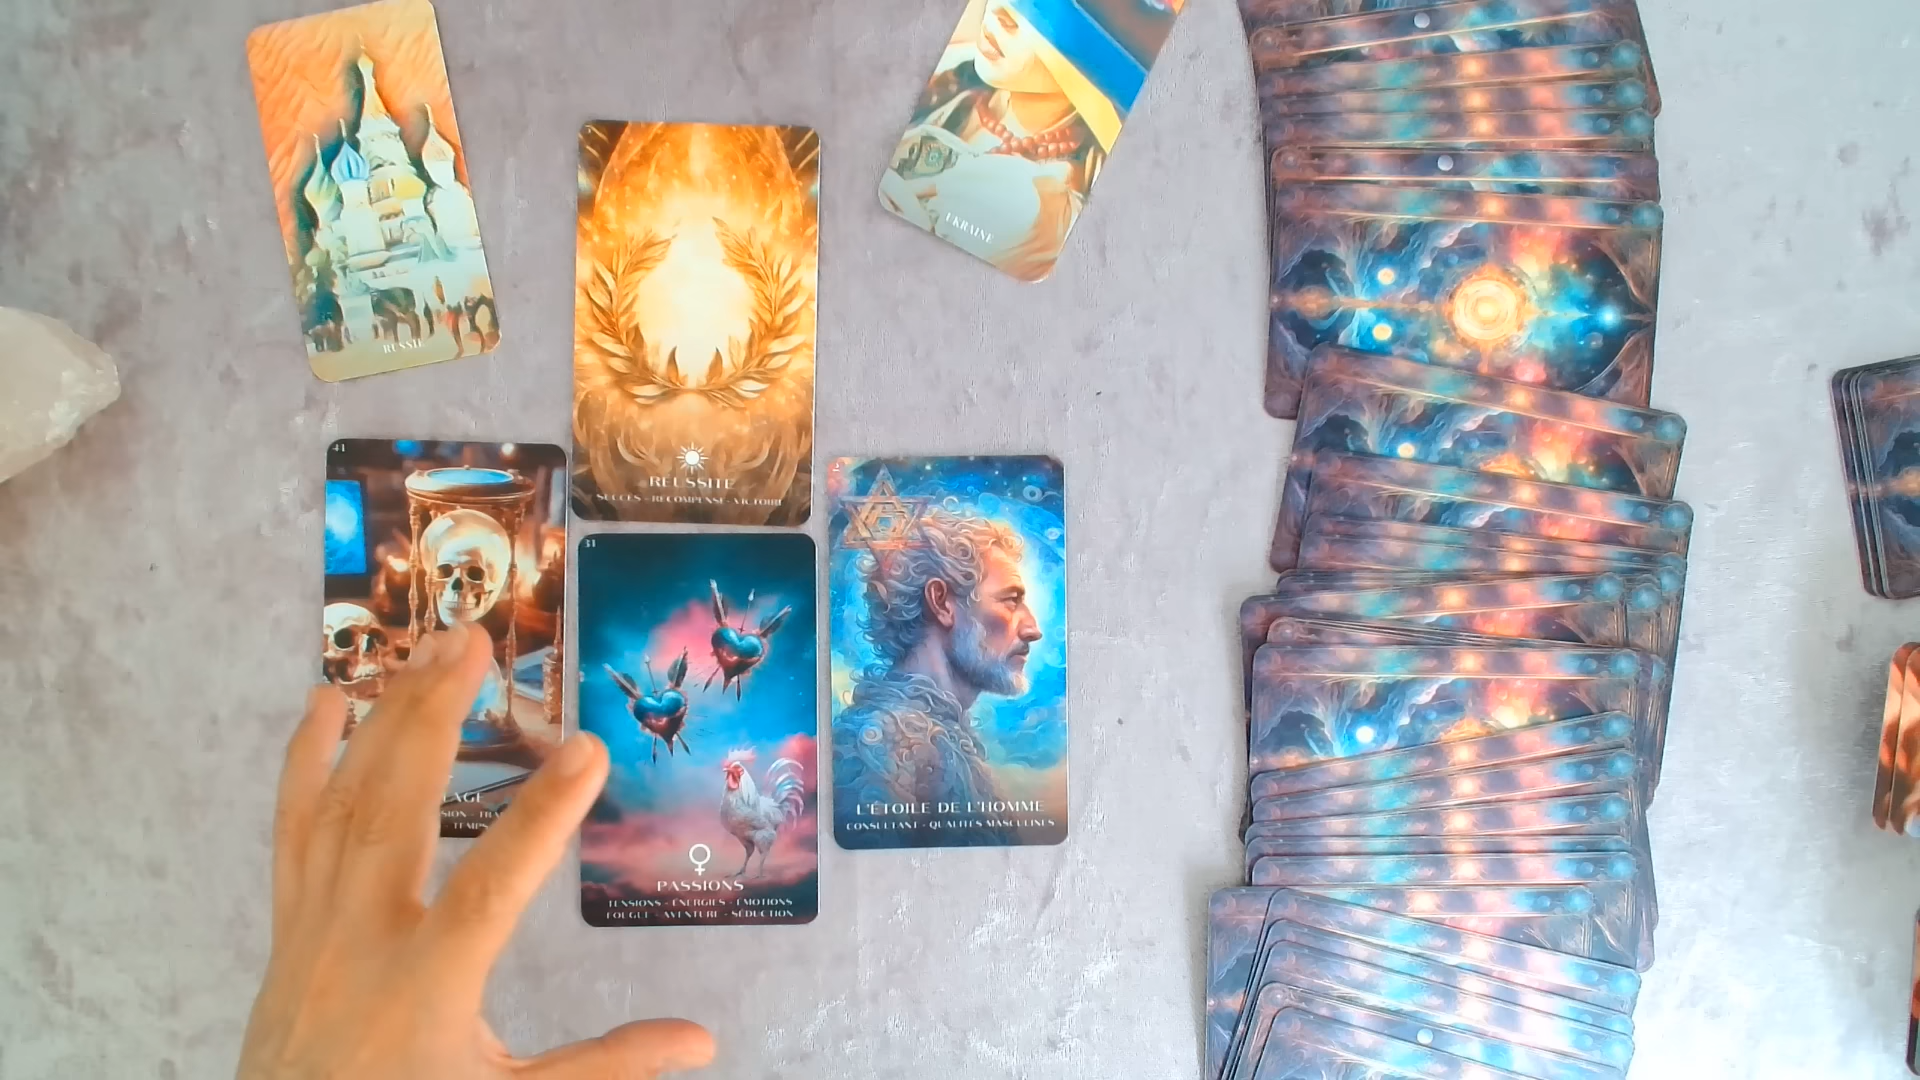 RUSSIE
UKRAINE
RÉUSSITE
SUCCÈS - RÉCOMPENSE - VICTOIRE
41
TEMPS
31
PASSIONS
TENSIONS - ÉNERGIES - ÉMOTIONS
FOUGUE - AVENTURE - SÉDUCTION
2
L'ÉTOILE DE L'HOMME
CONSULTANT - QUALITÉS MASCULINES